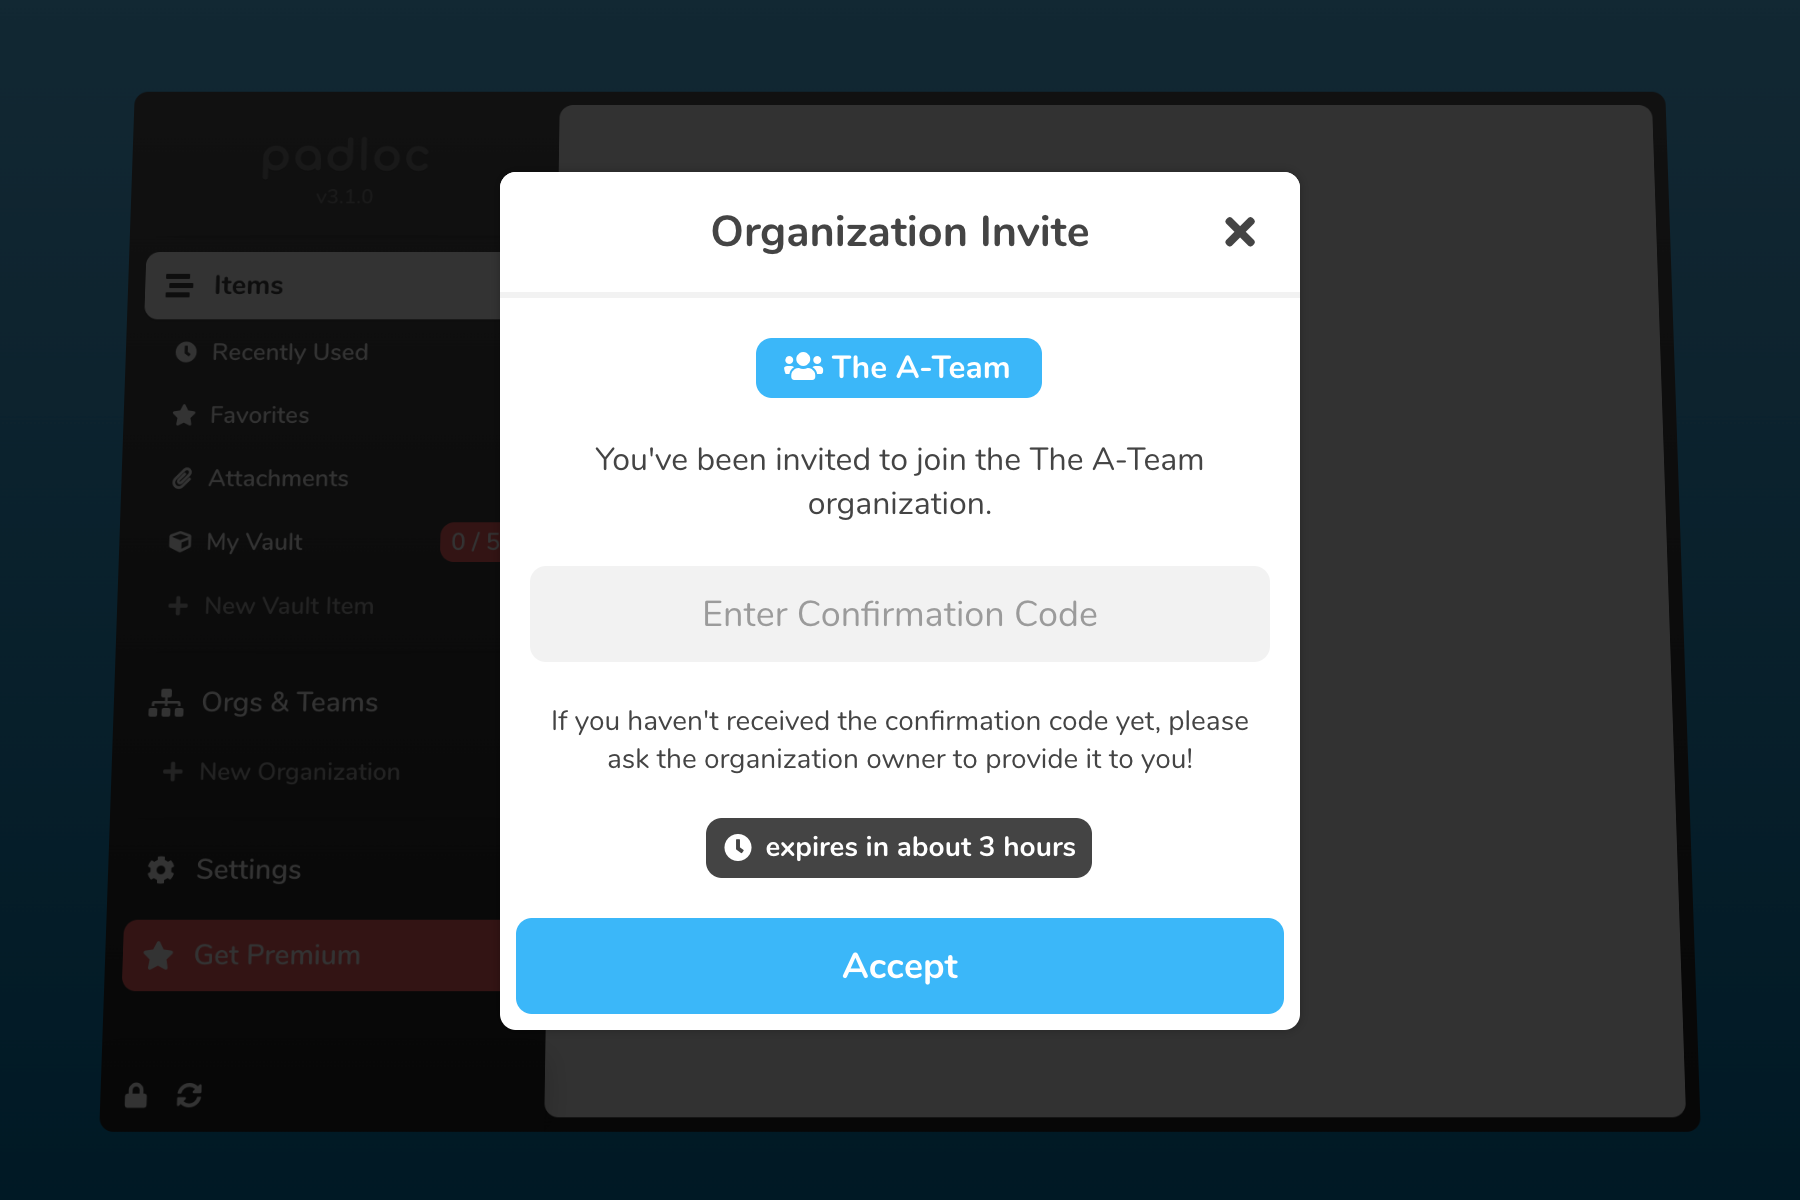 padloc
v3.1.0
Items
Recently Used
Favorites
Attachments
My Vault
0 / 5
New Vault Item
Orgs & Teams
New Organization
Settings
Get Premium
Organization Invite
The A-Team
You've been invited to join the The A-Team
organization.
Enter Confirmation Code
If you haven't received the confirmation code yet, please
ask the organization owner to provide it to you!
expires in about 3 hours
Accept